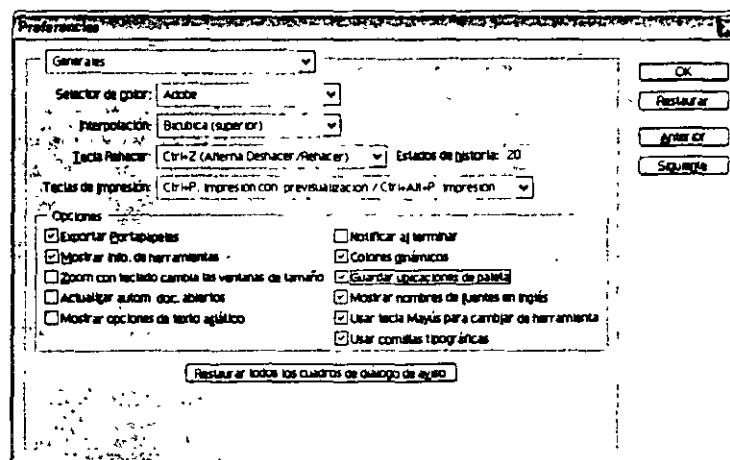 Preferencias
Generales
OK
Selector de color: Adobe
Restaurar
Interpolación: Bicúbica (superior)
Anterior
Tecla Rehacer: Ctrl+Z (Alterna Deshacer/Rehacer) Estados de historia: 20
Siguiente
Teclas de impresión: Ctrl+P, Impresión con previsualización / Ctrl+Alt+P Impresión
Opciones
Exportar Portapapeles
Mostrar info. de herramientas
Zoom con teclado cambia las ventanas de tamaño
Actualizar autom. doc. abiertos
Mostrar opciones de texto asiático
Notificar al terminar
Colores dinámicos
Guardar ubicaciones de paleta
Mostrar nombres de fuentes en inglés
Usar tecla Mayús para cambiar de herramienta
Usar comillas tipográficas
Restaurar todos los cuadros de diálogo de aviso